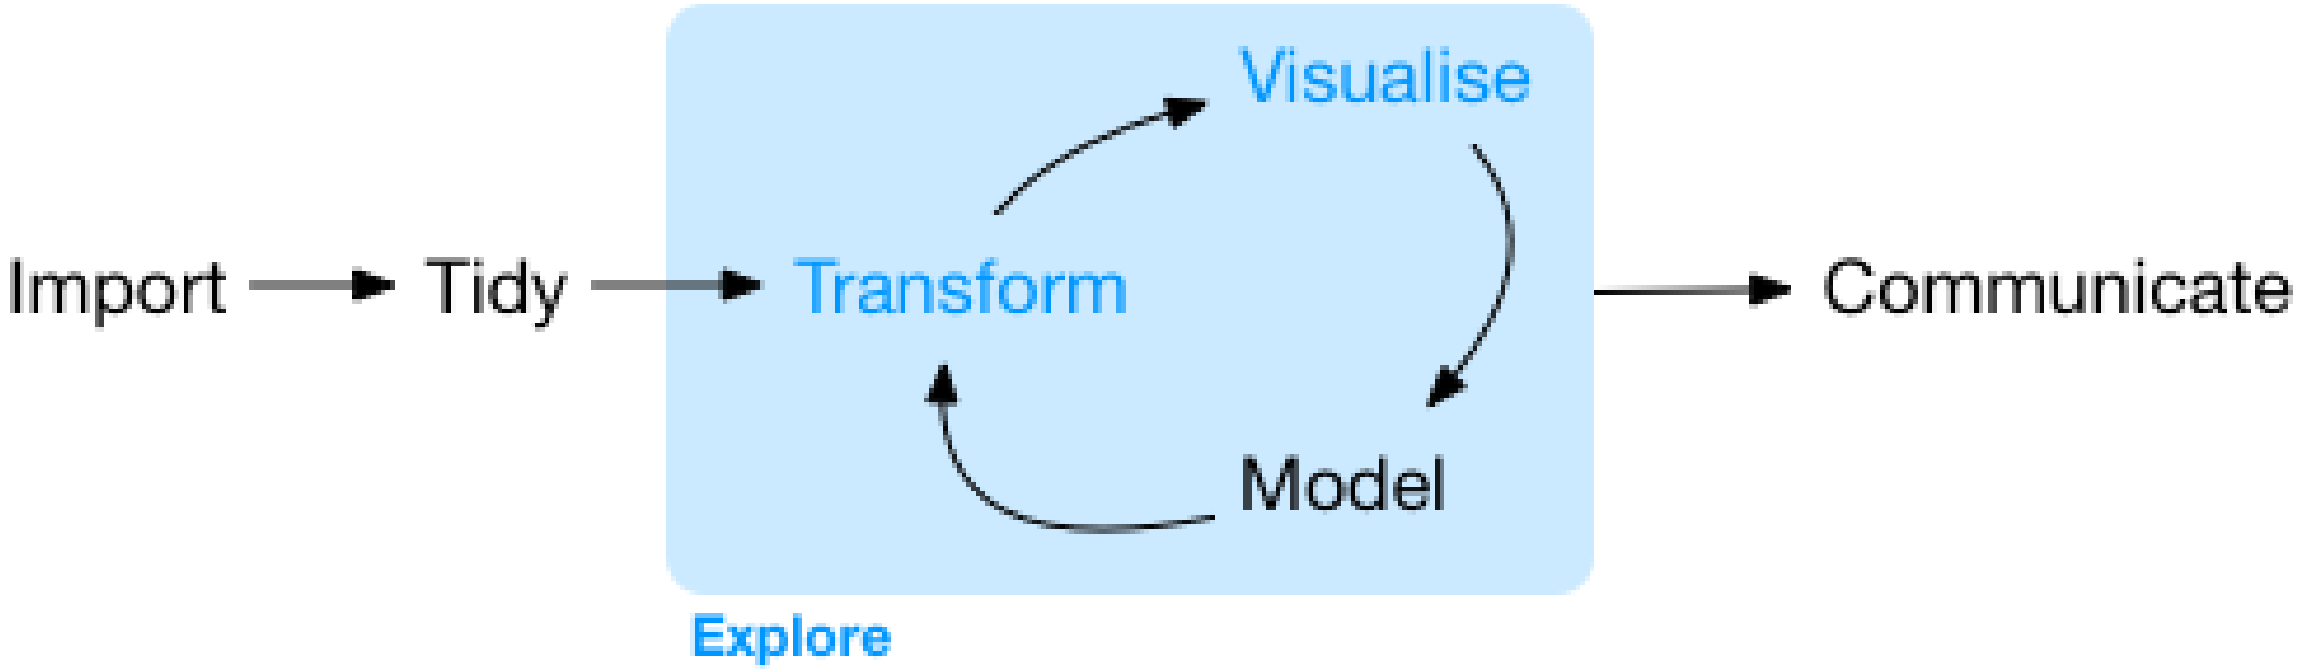 Visualise
Import
Tidy
Transform
Communicate
Model
Explore